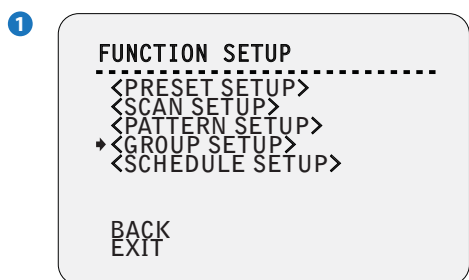 1
FUNCTION SETUP
<PRESET SETUP>
<SCAN SETUP>
<PATTERN SETUP>
<GROUP SETUP>
<SCHEDULE SETUP>
BACK
EXIT